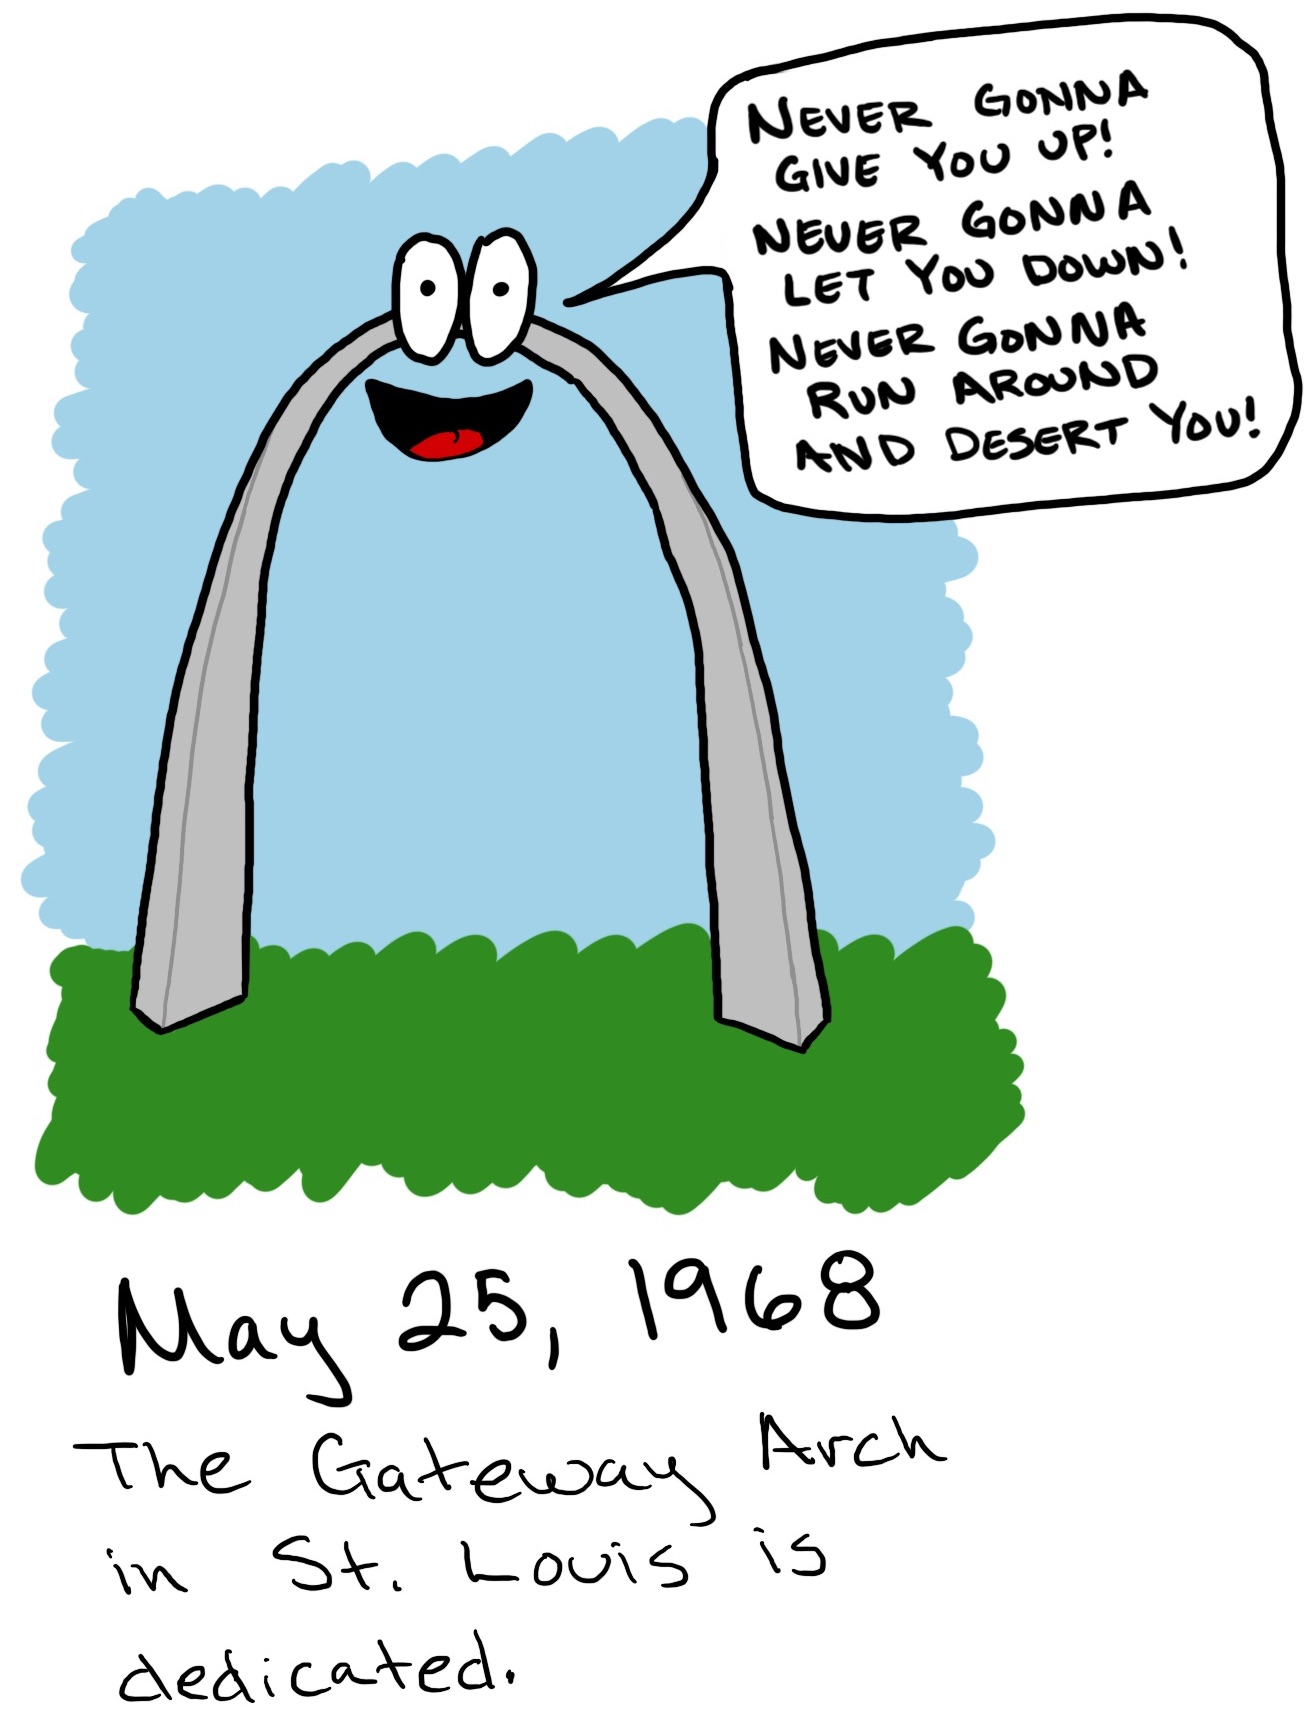 NEVER GONNA
GIVE YOU UP!
NEVER GONNA
LET YOU DOWN!
NEVER GONNA
RUN AROUND
AND DESERT YOU!
May 25, 1968
The Gateway Arch
in St. Louis is
dedicated.